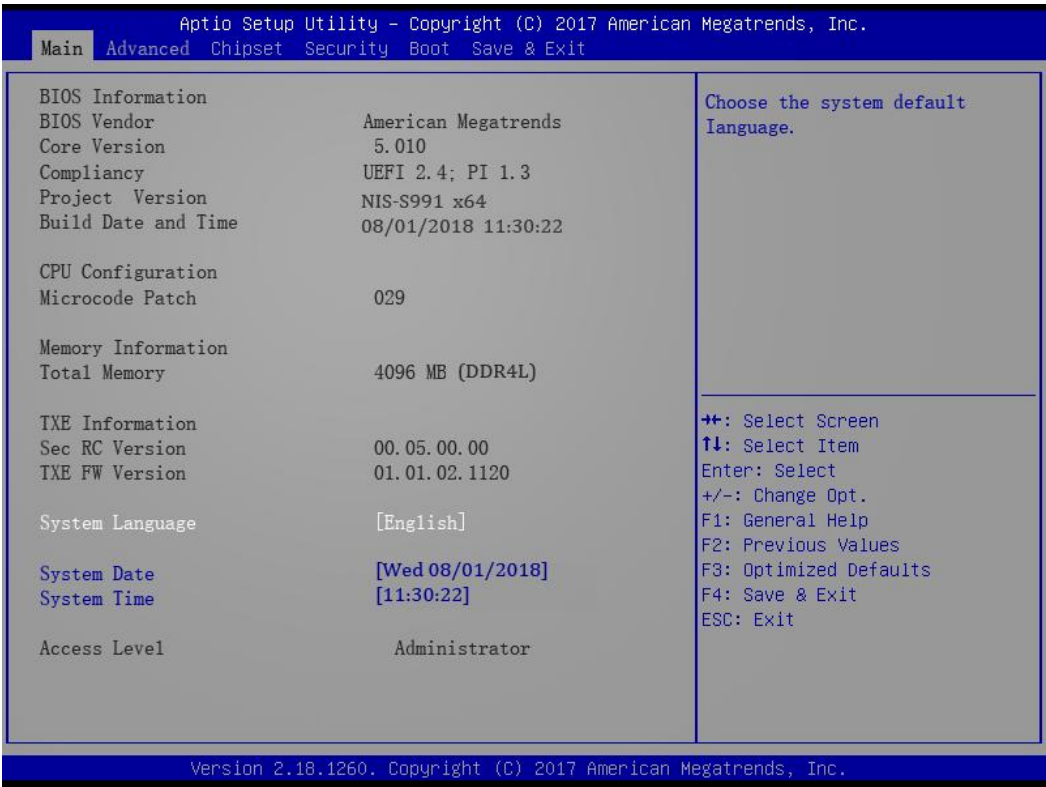 Aptio Setup Utility – Copyright (C) 2017 American Megatrends, Inc.
Main Advanced Chipset Security Boot Save & Exit
BIOS Information
BIOS Vendor American Megatrends
Core Version 5.010
Compliancy UEFI 2.4; PI 1.3
Project Version NIS-S991 x64
Build Date and Time 08/01/2018 11:30:22
CPU Configuration
Microcode Patch 029
Memory Information
Total Memory 4096 MB (DDR4L)
TXE Information
Sec RC Version 00.05.00.00
TXE FW Version 01.01.02.1120
System Language [English]
System Date [Wed 08/01/2018]
System Time [11:30:22]
Access Level Administrator
Choose the system default
Ianguage.
→←: Select Screen
↑↓: Select Item
Enter: Select
+/-: Change Opt.
F1: General Help
F2: Previous Values
F3: Optimized Defaults
F4: Save & Exit
ESC: Exit
Version 2.18.1260. Copyright (C) 2017 American Megatrends, Inc.